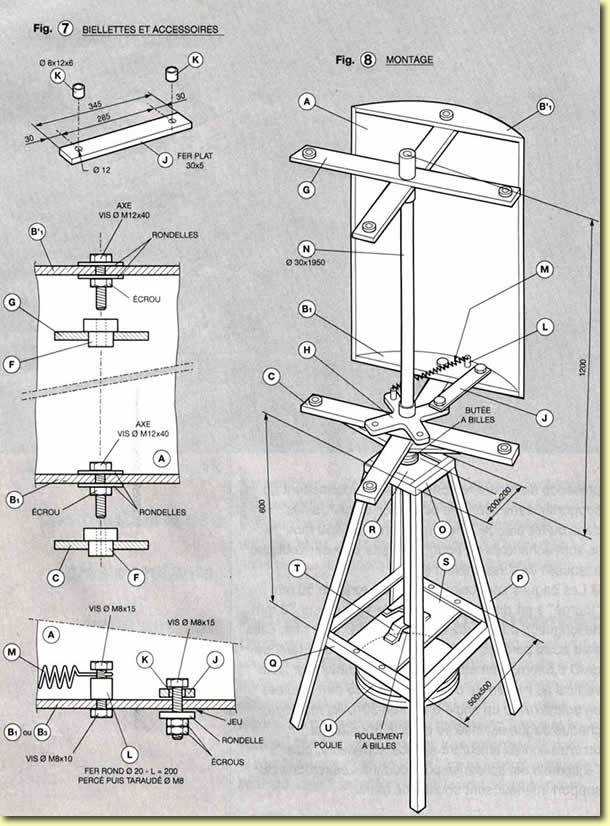 Fig. 7 BIELLETTES ET ACCESSOIRES
Ø 8x12x6
K
K
345
30
285
30
Ø 12
J
FER PLAT
30x5
AXE
VIS Ø M12x40
B'1
RONDELLES
ÉCROU
G
F
AXE
VIS Ø M12x40
A
B1
ÉCROU
RONDELLES
C
F
VIS Ø M8x15
A
VIS Ø M8x15
M
K
J
JEU
RONDELLE
B1 ou B3
L
ÉCROUS
VIS Ø M8x10
FER ROND Ø 20 - L = 200
PERCÉ PUIS TARAUDÉ Ø M8
Fig. 8 MONTAGE
A
B'1
G
N
Ø 30x1950
M
B1
L
1200
H
C
J
BUTÉE
A BILLES
600
200x200
R
O
S
P
T
Q
500x500
U
POULIE
ROULEMENT
A BILLES